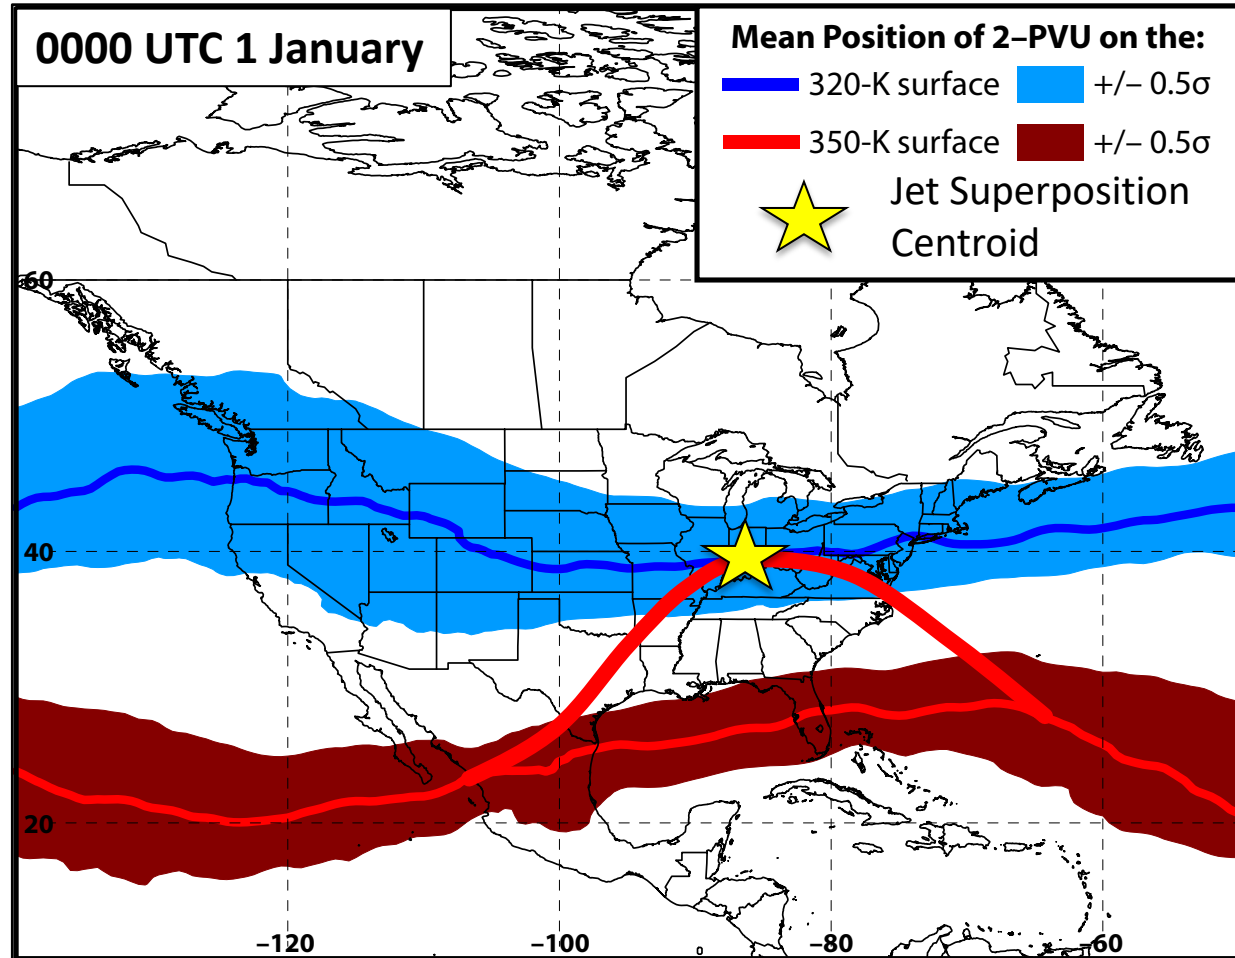 0000 UTC 1 January
Mean Position of 2–PVU on the:
320-K surface +/– 0.5σ
350-K surface +/– 0.5σ
Jet Superposition
Centroid
60
40
20
–120 –100 –80 –60